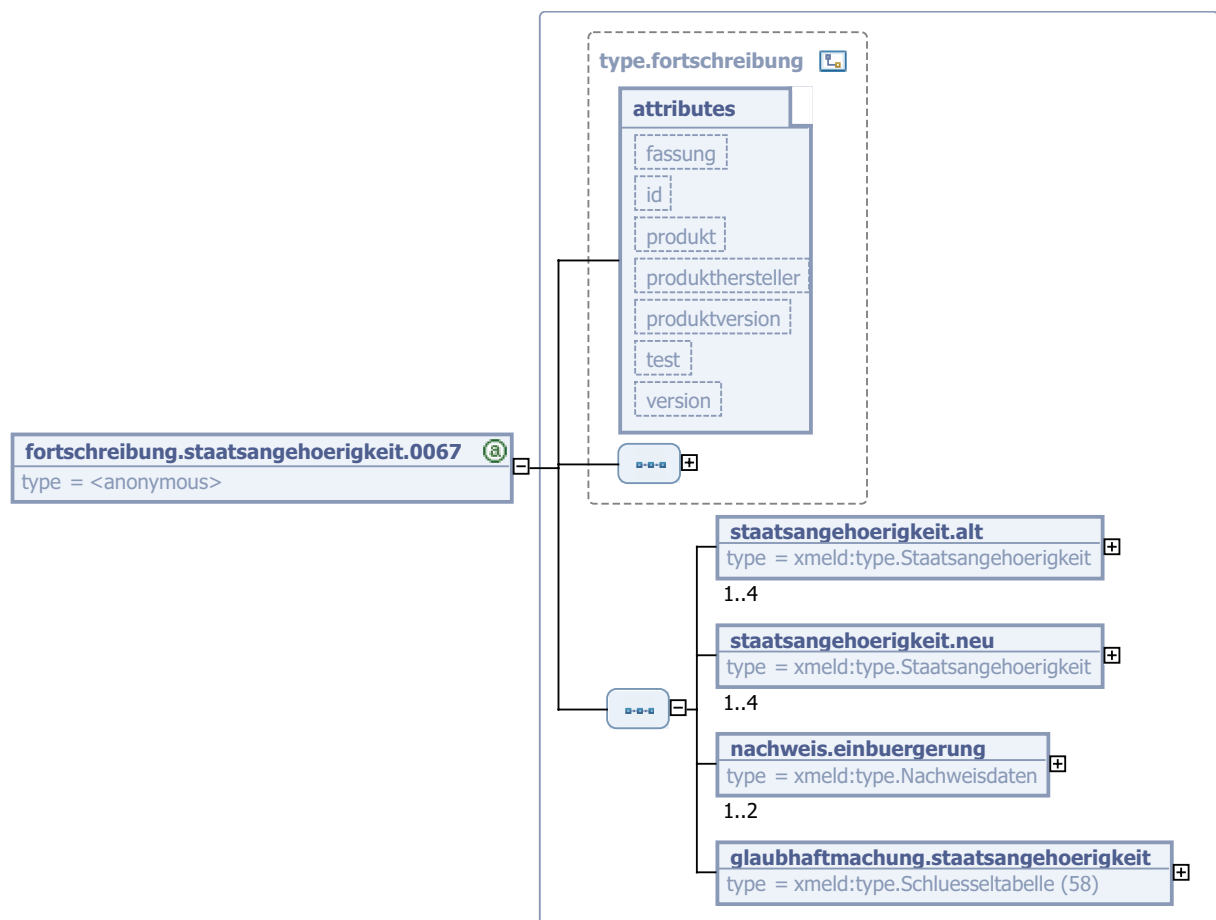 type.fortschreibung
attributes
fassung
id
produkt
produkthersteller
produktversion
test
version
fortschreibung.staatsangehoerigkeit.0067 @
type = <anonymous>
staatsangehoerigkeit.alt
type = xmeld:type.Staatsangehoerigkeit
1..4
staatsangehoerigkeit.neu
type = xmeld:type.Staatsangehoerigkeit
1..4
nachweis.einbuergerung
type = xmeld:type.Nachweisdaten
1..2
glaubhaftmachung.staatsangehoerigkeit
type = xmeld:type.Schluesseltabelle (58)